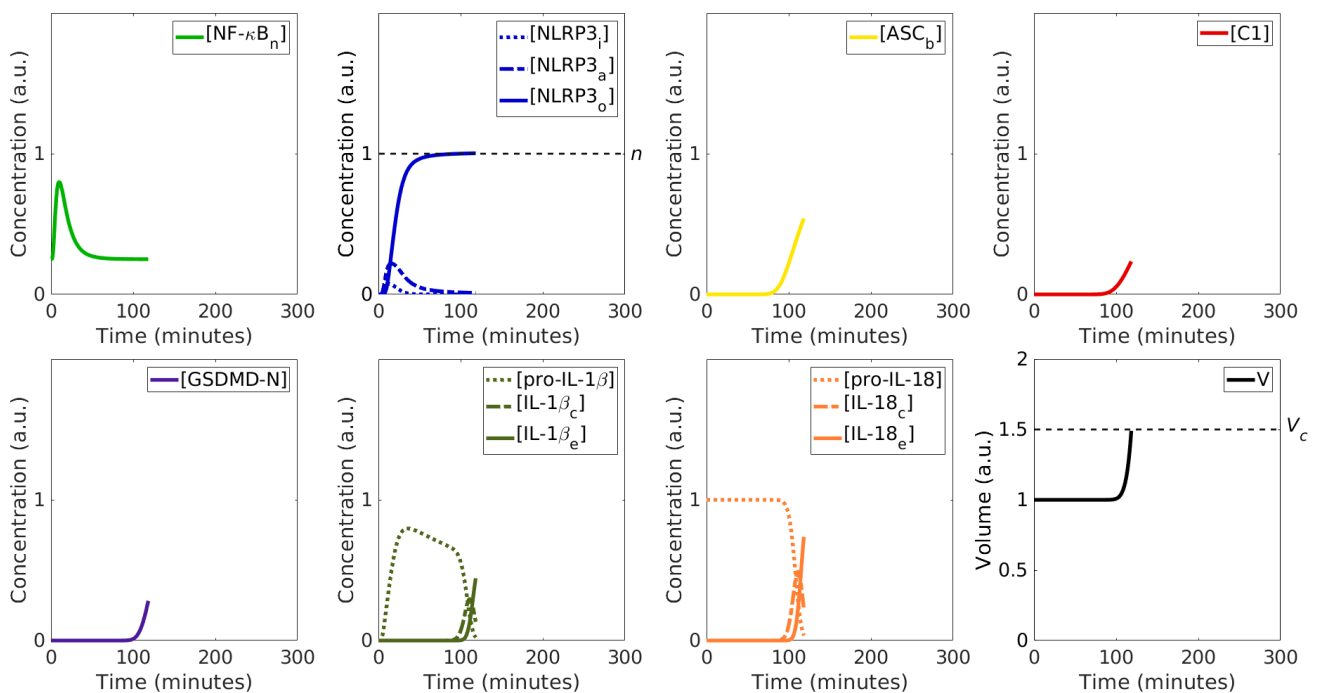 [NF-κBn]
Concentration (a.u.)
1
0
0 100 200 300
Time (minutes)
[NLRP3i]
[NLRP3a]
[NLRP3o]
n
Concentration (a.u.)
1
0
0 100 200 300
Time (minutes)
[ASCb]
Concentration (a.u.)
1
0
0 100 200 300
Time (minutes)
[C1]
Concentration (a.u.)
1
0
0 100 200 300
Time (minutes)
[GSDMD-N]
Concentration (a.u.)
1
0
0 100 200 300
Time (minutes)
[pro-IL-1β]
[IL-1βc]
[IL-1βe]
Concentration (a.u.)
1
0
0 100 200 300
Time (minutes)
[pro-IL-18]
[IL-18c]
[IL-18e]
Concentration (a.u.)
1
0
0 100 200 300
Time (minutes)
V
Vc
Volume (a.u.)
2
1.5
1
0.5
0
0 100 200 300
Time (minutes)